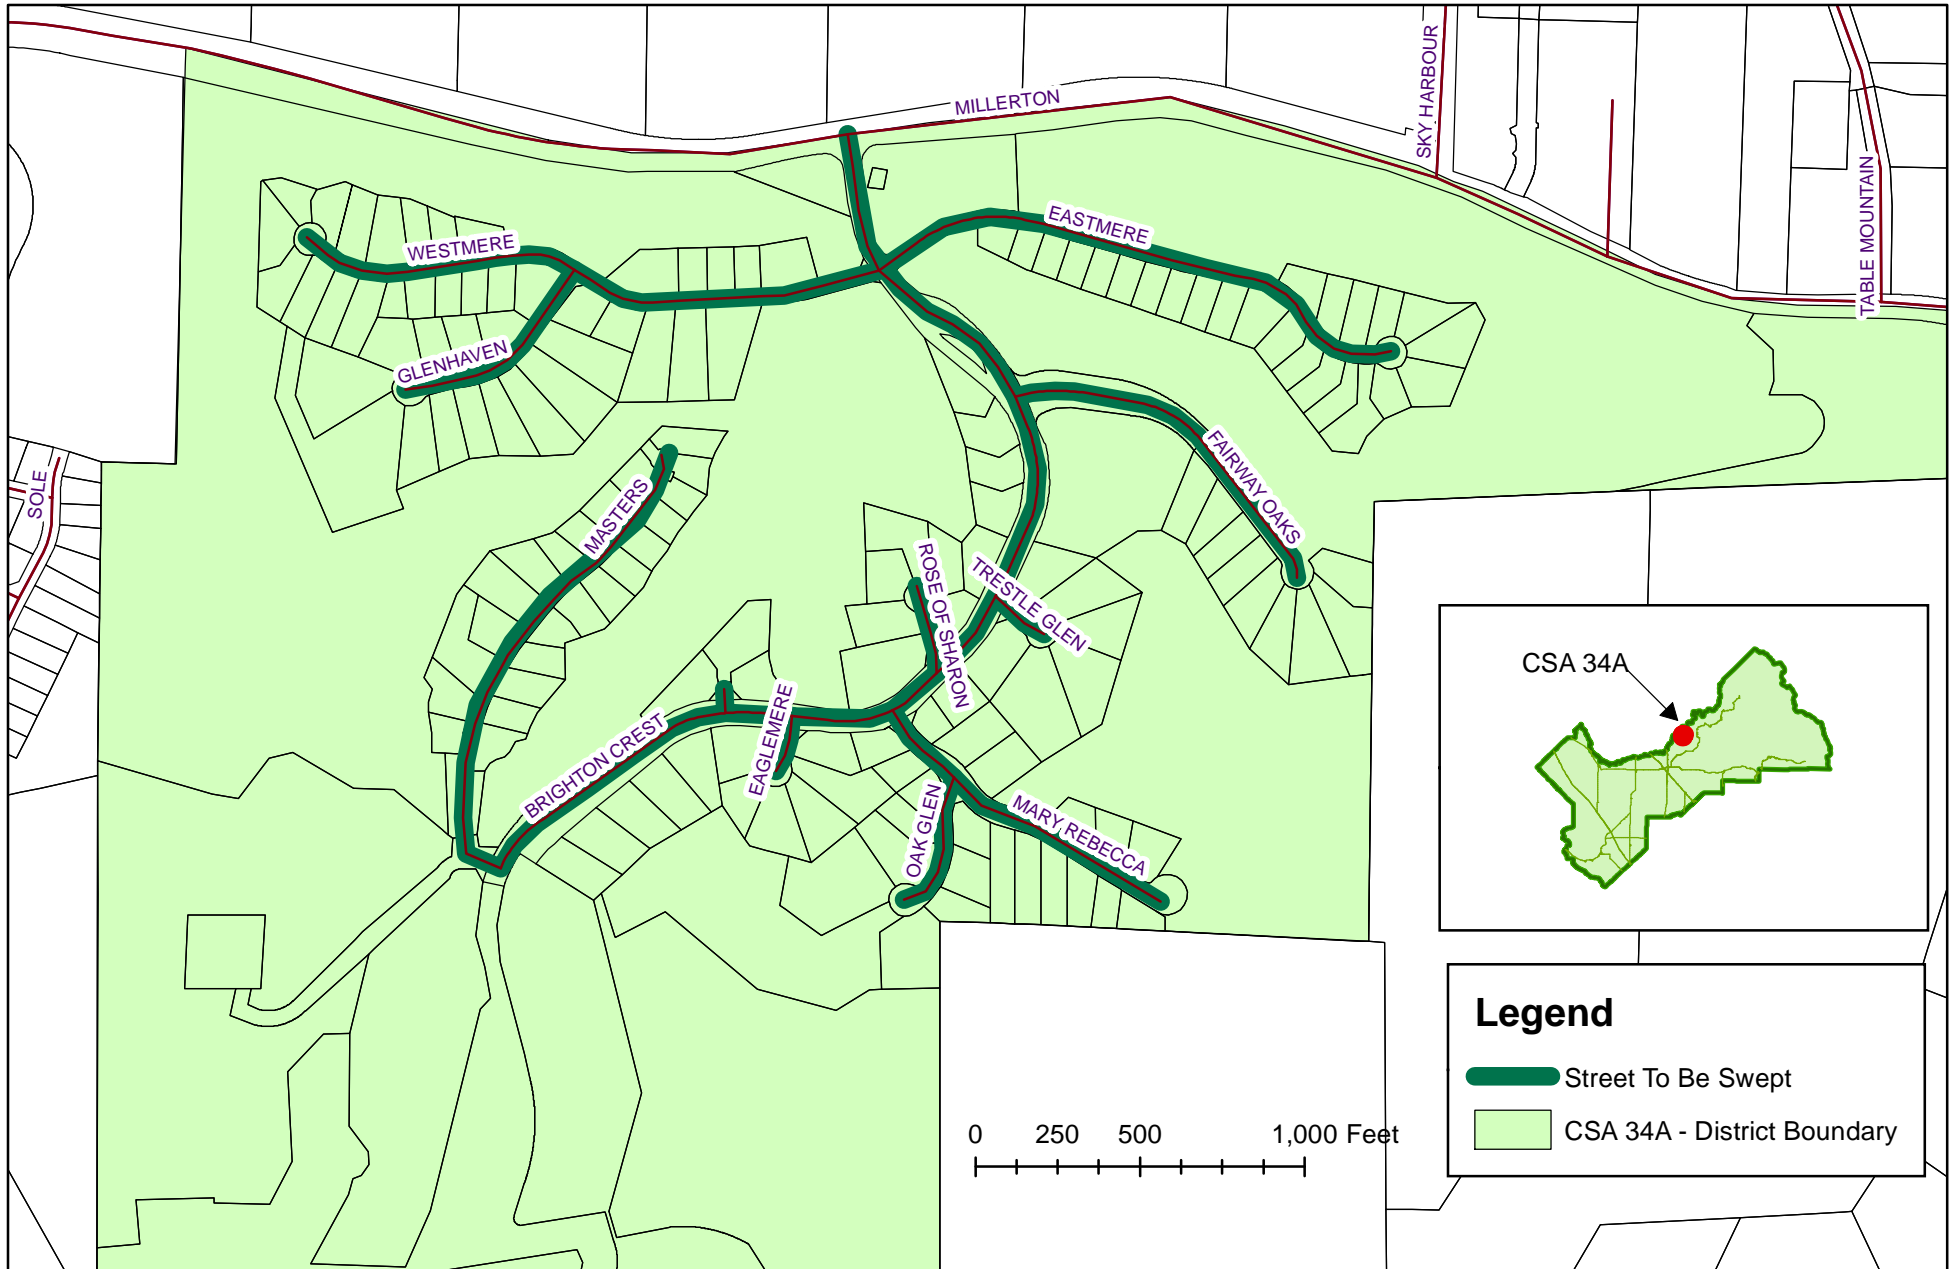 MILLERTON
SKY HARBOUR
TABLE MOUNTAIN
WESTMERE
EASTMERE
GLENHAVEN
SOLE
MASTERS
FAIRWAY OAKS
ROSE OF SHARON
TRESTLE GLEN
BRIGHTON CREST
EAGLEMERE
OAK GLEN
MARY REBECCA
CSA 34A
Legend
Street To Be Swept
CSA 34A - District Boundary
0 250 500 1,000 Feet